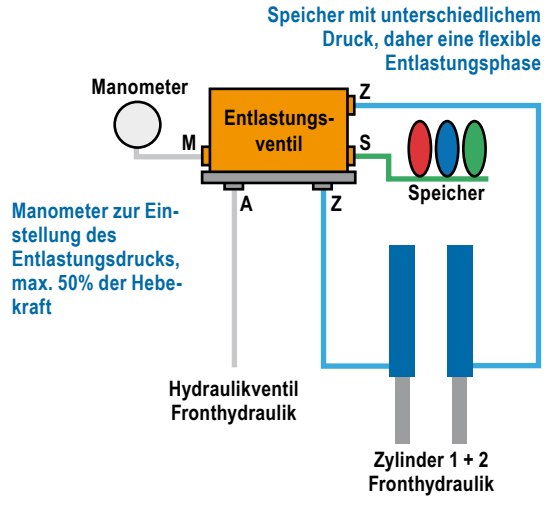 Speicher mit unterschiedlichem
Druck, daher eine flexible
Entlastungsphase
Manometer
Z
Entlastungs-
ventil
M
S
Speicher
A
Z
Manometer zur Ein-
stellung des
Entlastungsdrucks,
max. 50% der Hebe-
kraft
Hydraulikventil
Fronthydraulik
Zylinder 1 + 2
Fronthydraulik